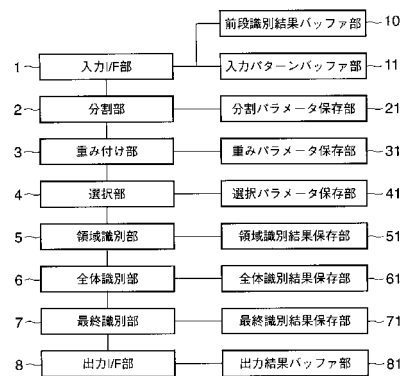 前段識別結果バッファ部 10
1 入力I/F部 入力パターンバッファ部 11
2 分割部 分割パラメータ保存部 21
3 重み付け部 重みパラメータ保存部 31
4 選択部 選択パラメータ保存部 41
5 領域識別部 領域識別結果保存部 51
6 全体識別部 全体識別結果保存部 61
7 最終識別部 最終識別結果保存部 71
8 出力I/F部 出力結果バッファ部 81